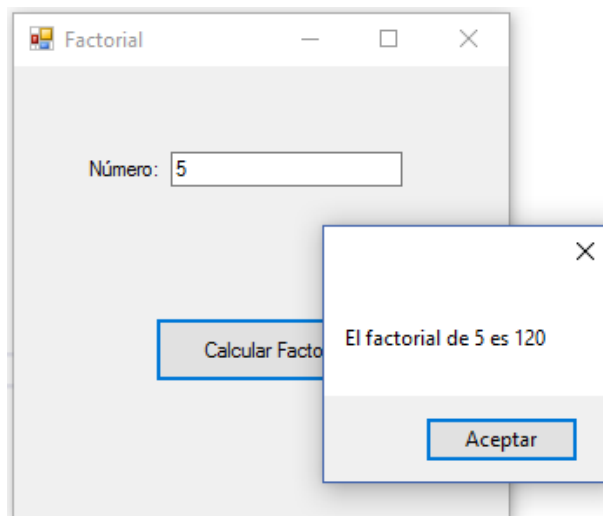 Factorial
Número: 5
Calcular Facto
El factorial de 5 es 120
Aceptar